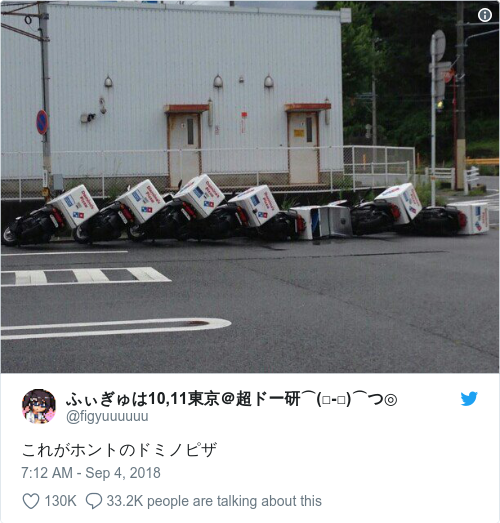 ふぃぎゅは10,11東京＠超ドー研⌒(□-□)⌒つ◎
@figyuuuuuu
これがホントのドミノピザ
7:12 AM - Sep 4, 2018
130K 33.2K people are talking about this